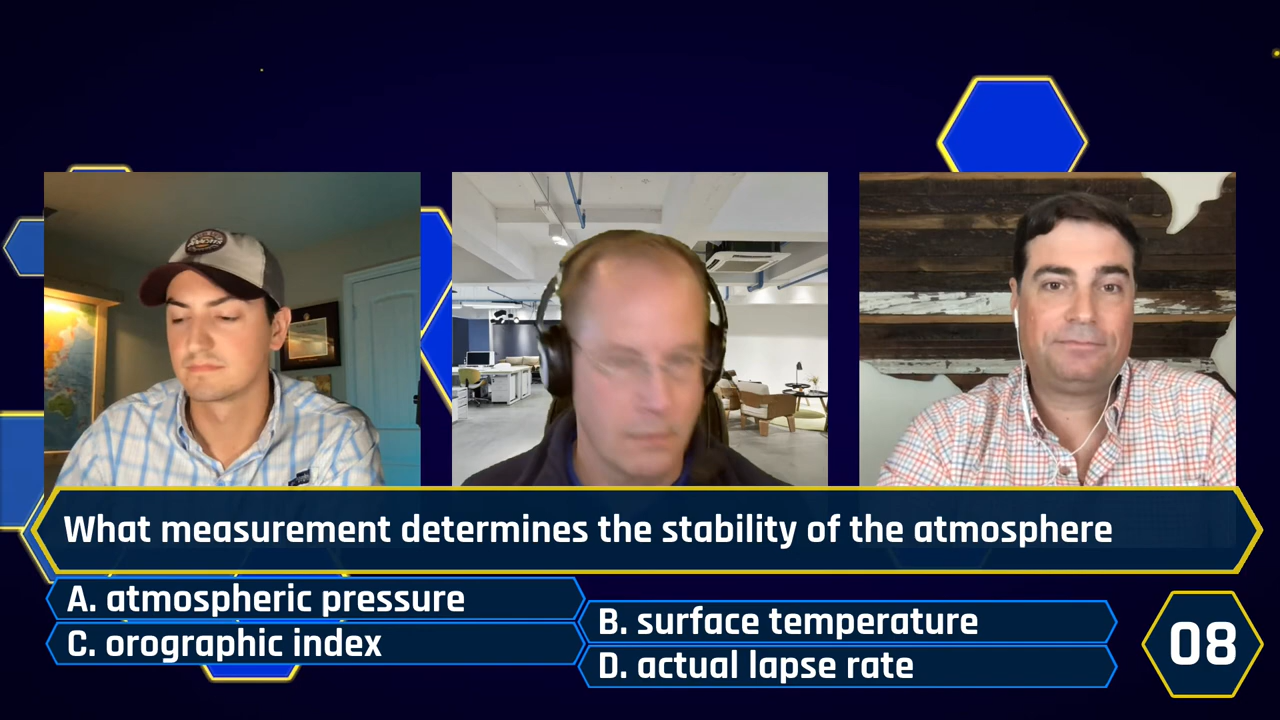 What measurement determines the stability of the atmosphere
A. atmospheric pressure
B. surface temperature
C. orographic index
D. actual lapse rate
08